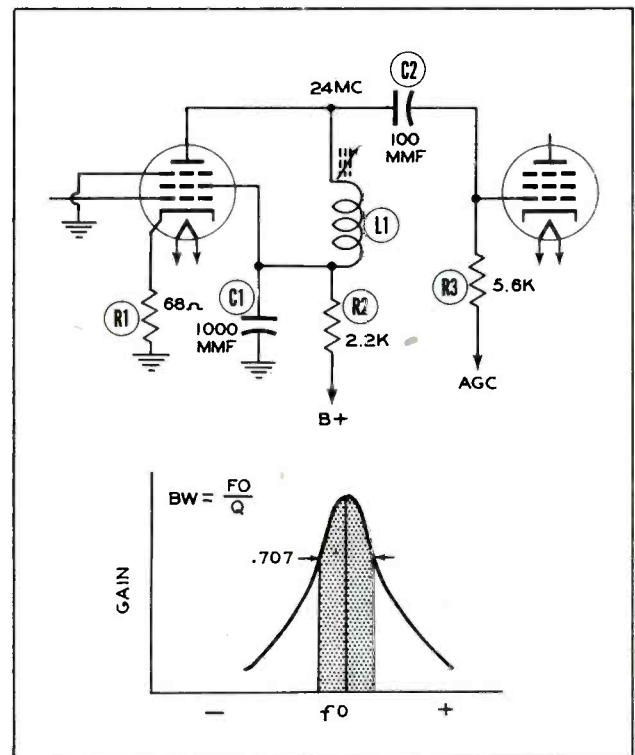 C2
24MC
100
MMF
L1
R1
68Ω
C1
1000
MMF
R2
2.2K
R3
5.6K
AGC
B+
BW = FO/Q
.707
GAIN
−
fO
+